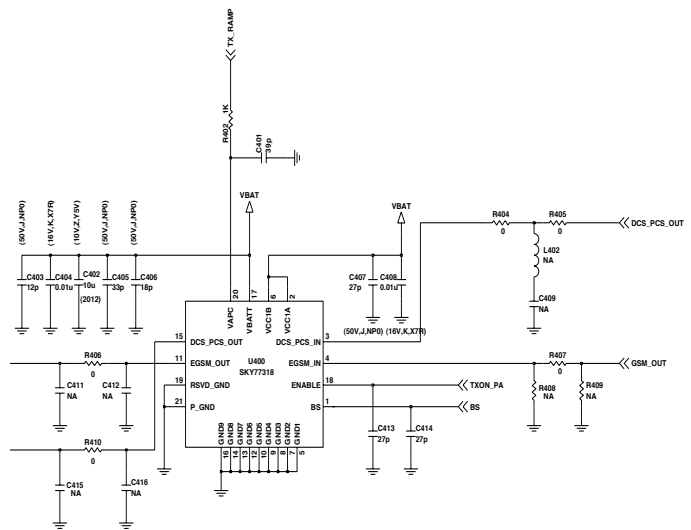 TX_RAMP
R402 1K
C401
39p
VBAT
VBAT
(50V,J,NP0)
(16V,K,X7R)
(10V,Z,Y5V)
(50V,J,NP0)
(50V,J,NP0)
C403
12p
C404
0.01u
C402
10u
(2012)
C405
33p
C406
18p
C407
27p
C408
0.01u
(50V,J,NP0) (16V,K,X7R)
R404
0
R405
0
DCS_PCS_OUT
L402
NA
C409
NA
20
17
6
2
VAPC
VBATT
VCC1B
VCC1A
15
DCS_PCS_OUT
DCS_PCS_IN
3
11
EGSM_OUT
U400
SKY77318
EGSM_IN
4
19
RSVD_GND
ENABLE
18
21
P_GND
BS
1
GND9
GND8
GND7
GND6
GND5
GND4
GND3
GND2
GND1
16
14
13
12
10
9
8
7
5
R406
0
C411
NA
C412
NA
R410
0
C415
NA
C416
NA
R407
0
GSM_OUT
R408
NA
R409
NA
TXON_PA
BS
C413
27p
C414
27p